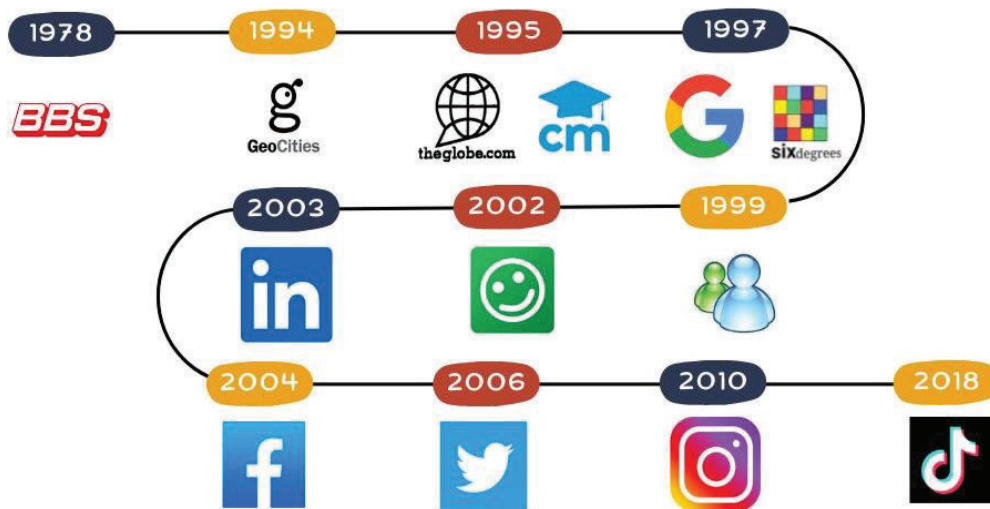 1978
1994
1995
1997
BBS
GeoCities
theglobe.com
cm
G
sixdegrees
2003
2002
1999
in
2004
2006
2010
2018
f